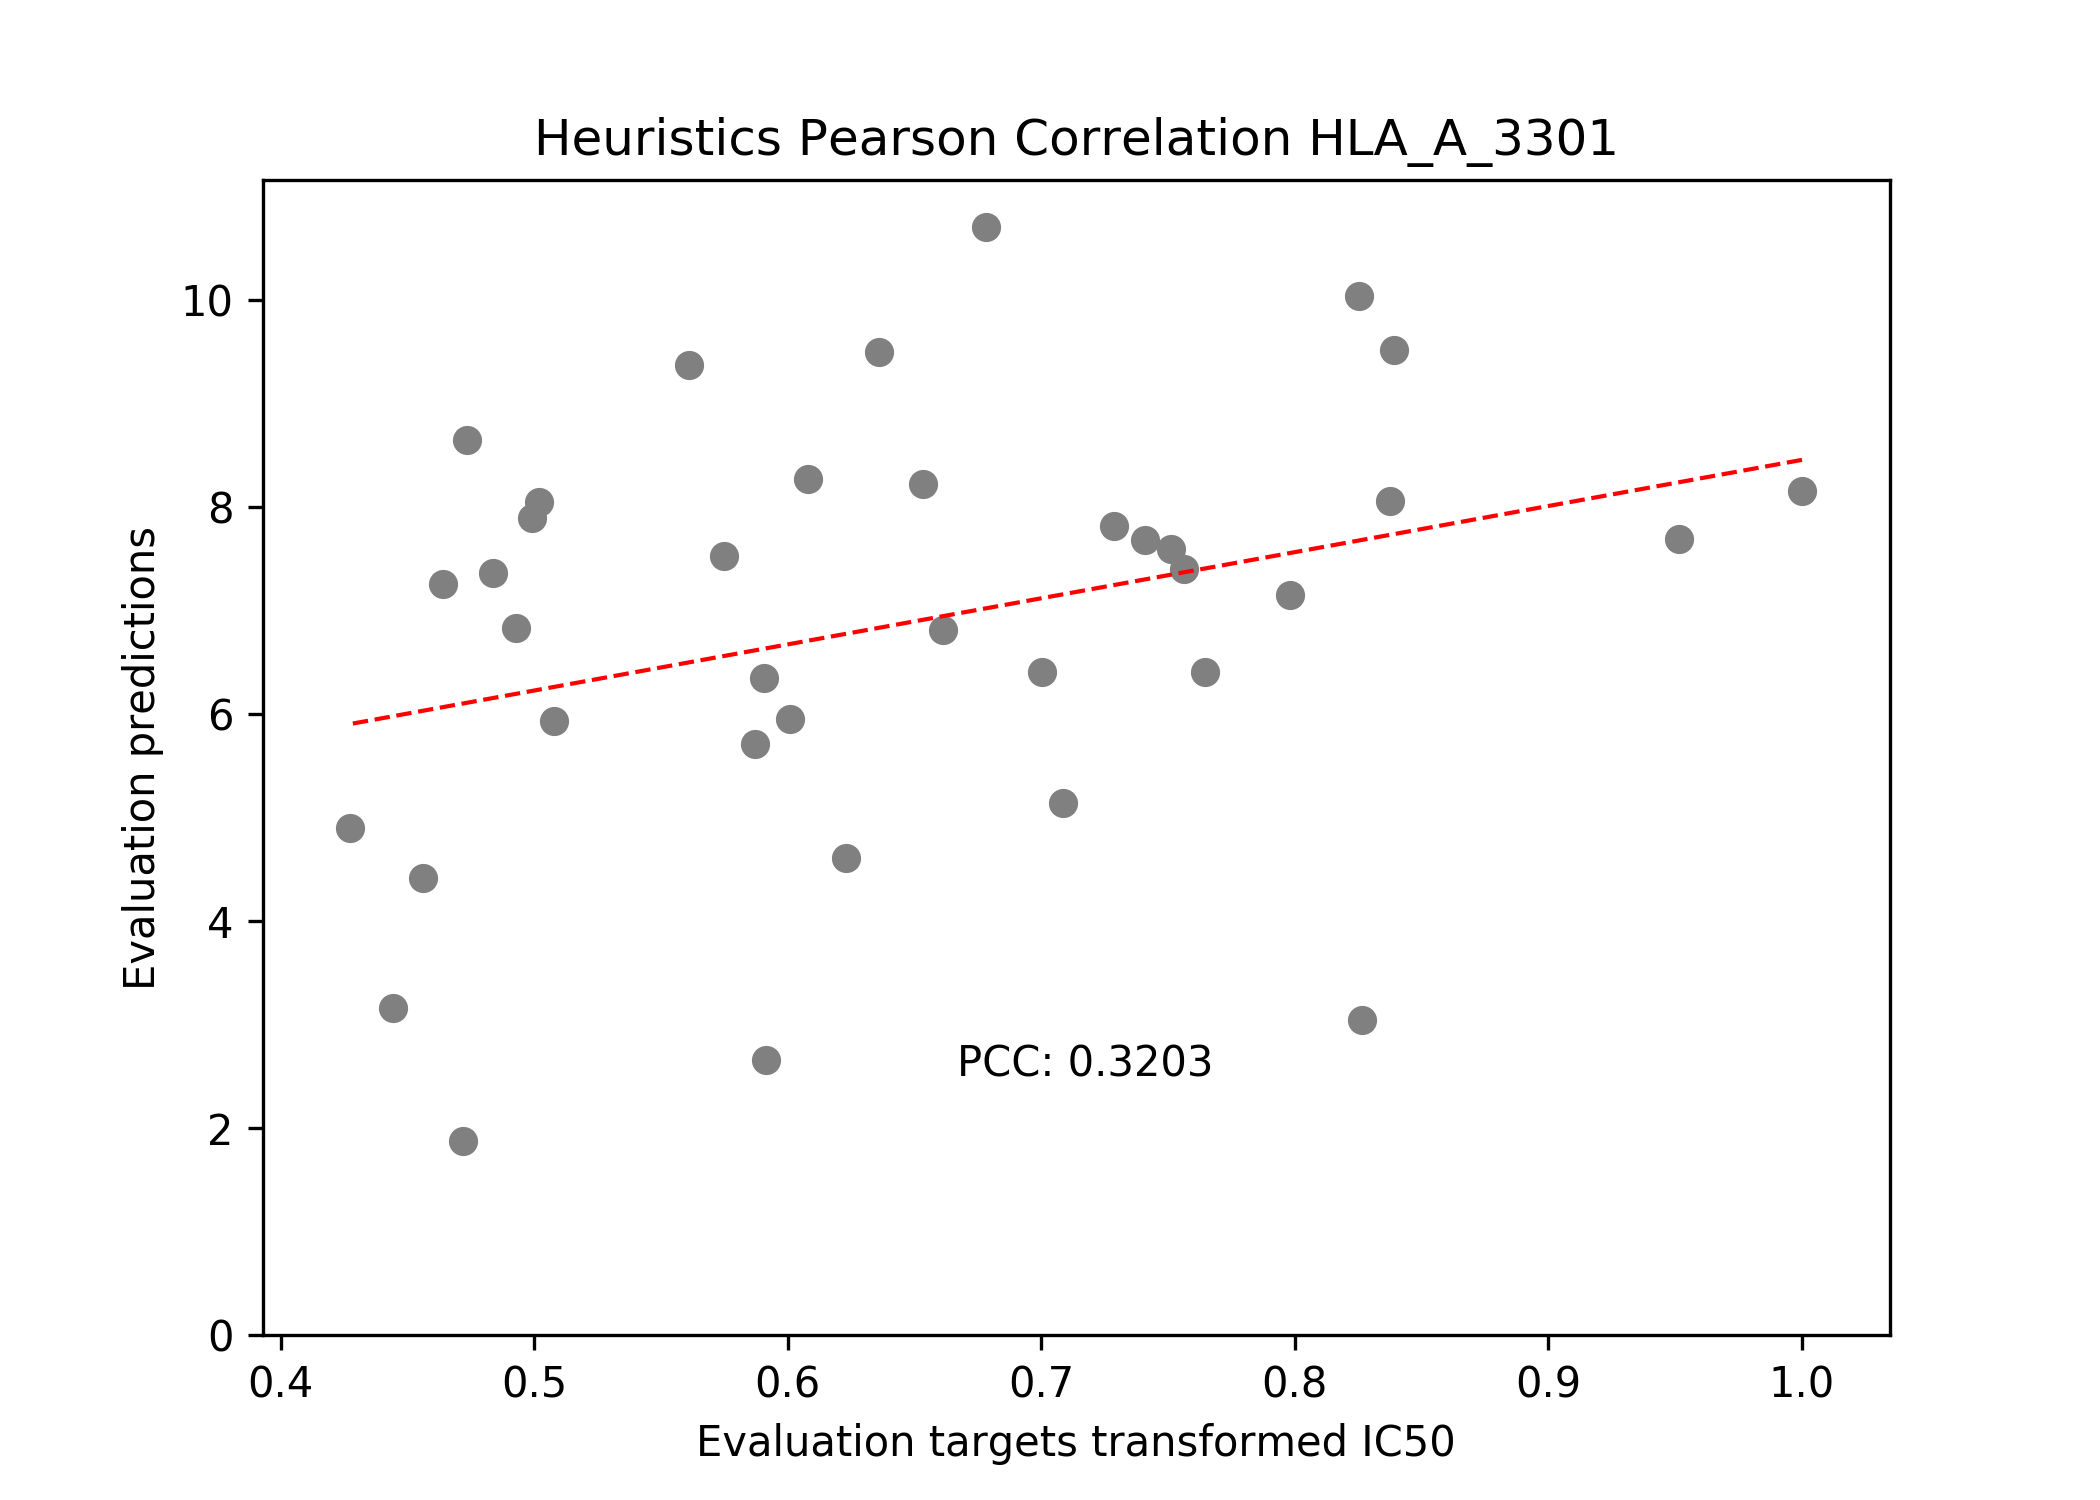 Heuristics Pearson Correlation HLA_A_3301
10
8
6
4
2
0
Evaluation predictions
PCC: 0.3203
0.4 0.5 0.6 0.7 0.8 0.9 1.0
Evaluation targets transformed IC50